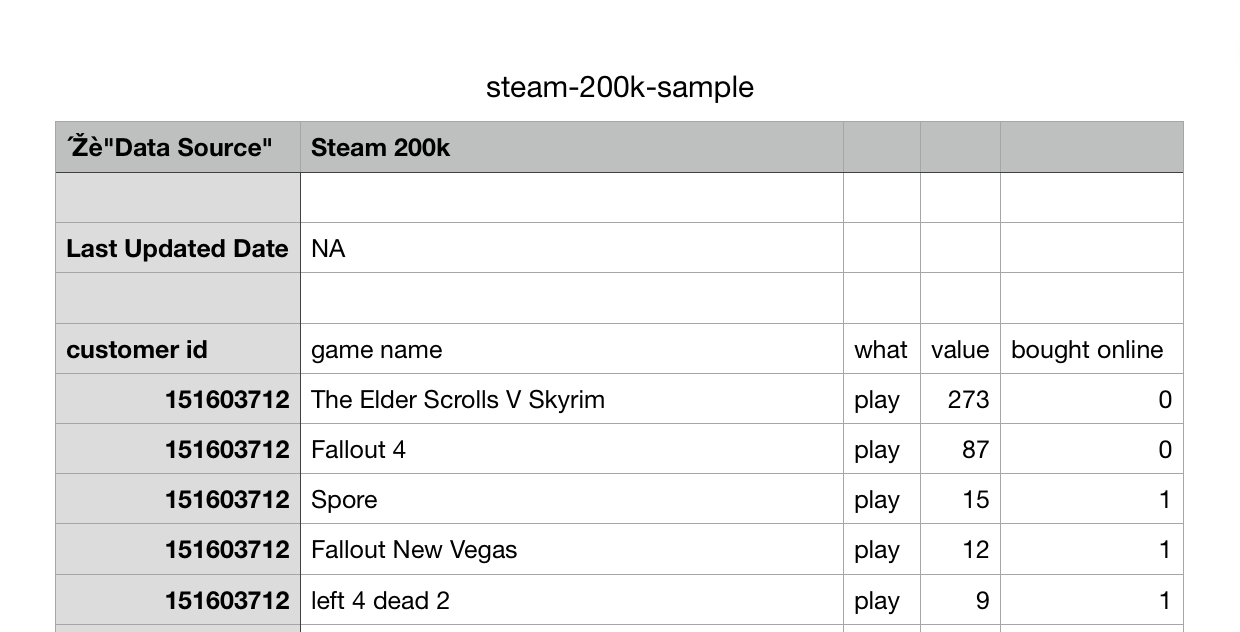 steam-200k-sample
´Žè"Data Source" Steam 200k
Last Updated Date NA
customer id game name what value bought online
151603712 The Elder Scrolls V Skyrim play 273 0
151603712 Fallout 4 play 87 0
151603712 Spore play 15 1
151603712 Fallout New Vegas play 12 1
151603712 left 4 dead 2 play 9 1